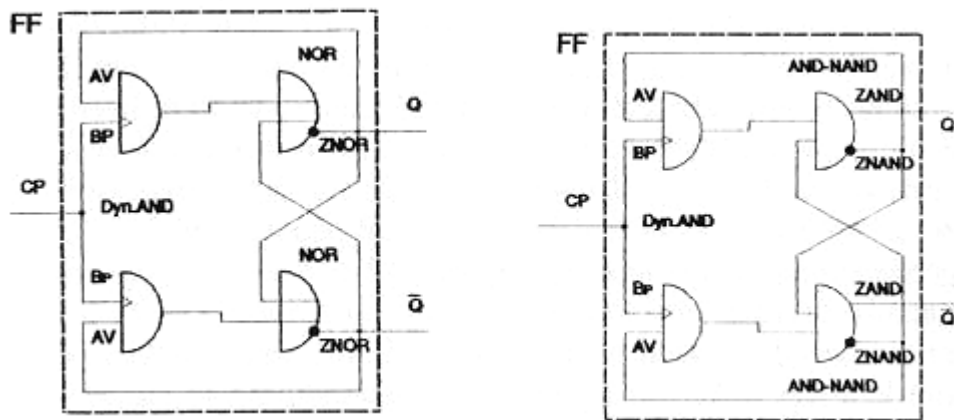 FF
NOR
AV
Q
BP
ZNOR
CP
Dyn.AND
NOR
BP
Q̅
AV
ZNOR
FF
AND-NAND
ZAND
AV
Q
BP
ZNAND
CP
Dyn.AND
BP
ZAND
Q̅
AV
ZNAND
AND-NAND